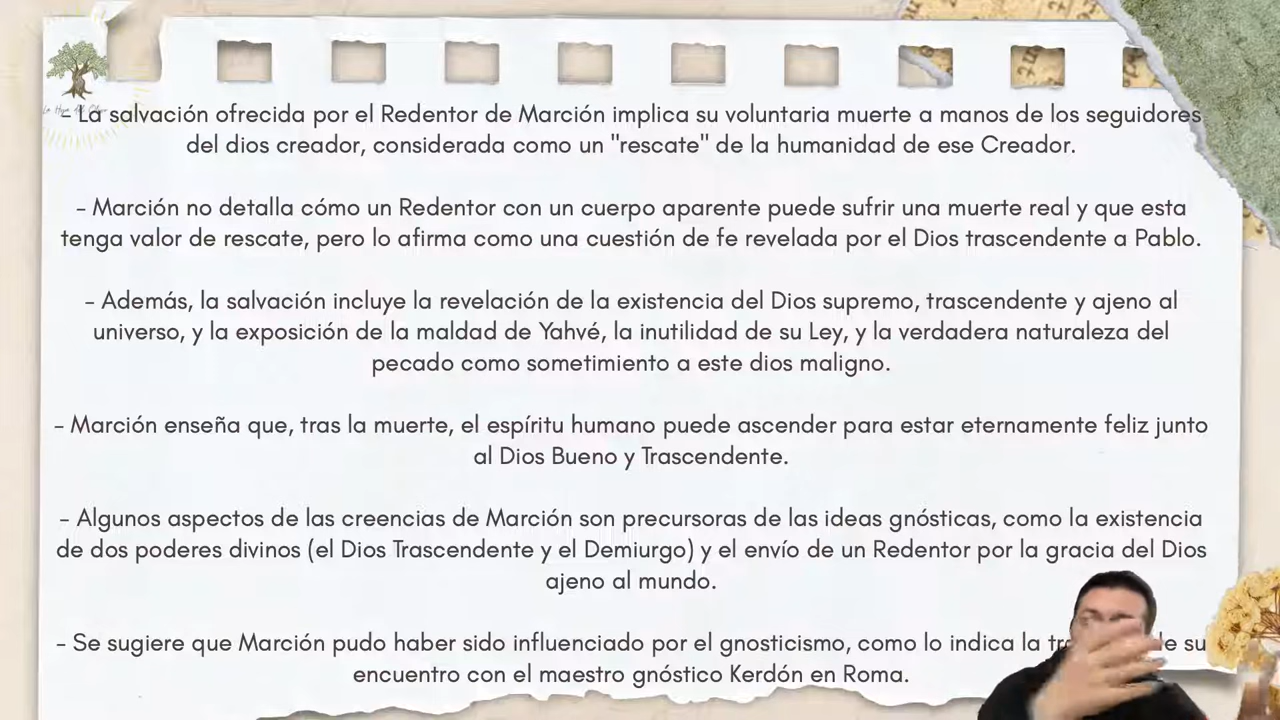 - La salvación ofrecida por el Redentor de Marción implica su voluntaria muerte a manos de los seguidores
del dios creador, considerada como un "rescate" de la humanidad de ese Creador.
- Marción no detalla cómo un Redentor con un cuerpo aparente puede sufrir una muerte real y que esta
tenga valor de rescate, pero lo afirma como una cuestión de fe revelada por el Dios trascendente a Pablo.
- Además, la salvación incluye la revelación de la existencia del Dios supremo, trascendente y ajeno al
universo, y la exposición de la maldad de Yahvé, la inutilidad de su Ley, y la verdadera naturaleza del
pecado como sometimiento a este dios maligno.
- Marción enseña que, tras la muerte, el espíritu humano puede ascender para estar eternamente feliz junto
al Dios Bueno y Trascendente.
- Algunos aspectos de las creencias de Marción son precursoras de las ideas gnósticas, como la existencia
de dos poderes divinos (el Dios Trascendente y el Demiurgo) y el envío de un Redentor por la gracia del Dios
ajeno al mundo.
- Se sugiere que Marción pudo haber sido influenciado por el gnosticismo, como lo indica la su
encuentro con el maestro gnóstico Kerdón en Roma.